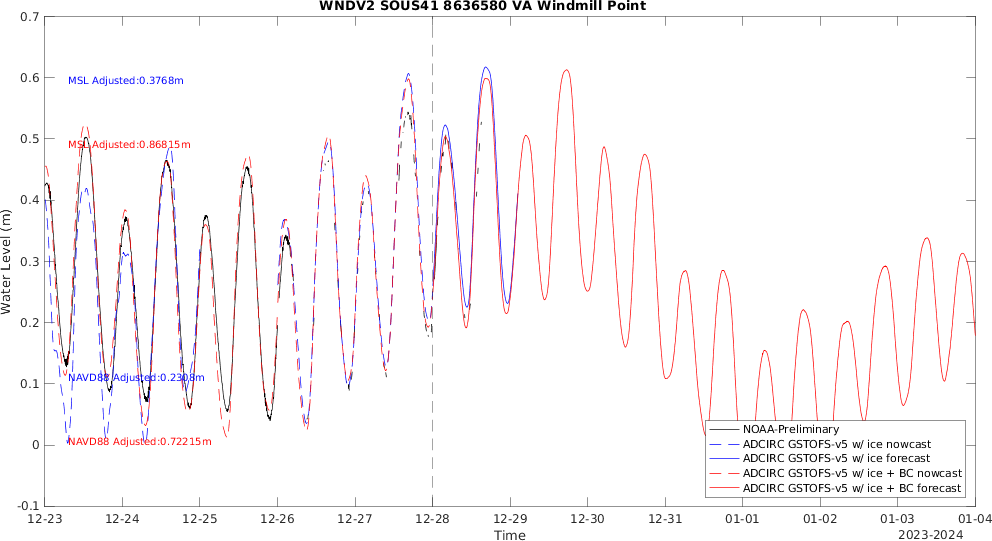 WNDV2 SOUS41 8636580 VA Windmill Point
0.7
0.6
0.5
0.4
0.3
0.2
0.1
0
-0.1
Water Level (m)
MSL Adjusted:0.3768m
MSL Adjusted:0.86815m
NAVD88 Adjusted:0.2308m
NAVD88 Adjusted:0.72215m
NOAA-Preliminary
ADCIRC GSTOFS-v5 w/ ice nowcast
ADCIRC GSTOFS-v5 w/ ice forecast
ADCIRC GSTOFS-v5 w/ ice + BC nowcast
ADCIRC GSTOFS-v5 w/ ice + BC forecast
12-23 12-24 12-25 12-26 12-27 12-28 12-29 12-30 12-31 01-01 01-02 01-03 01-04
Time
2023-2024